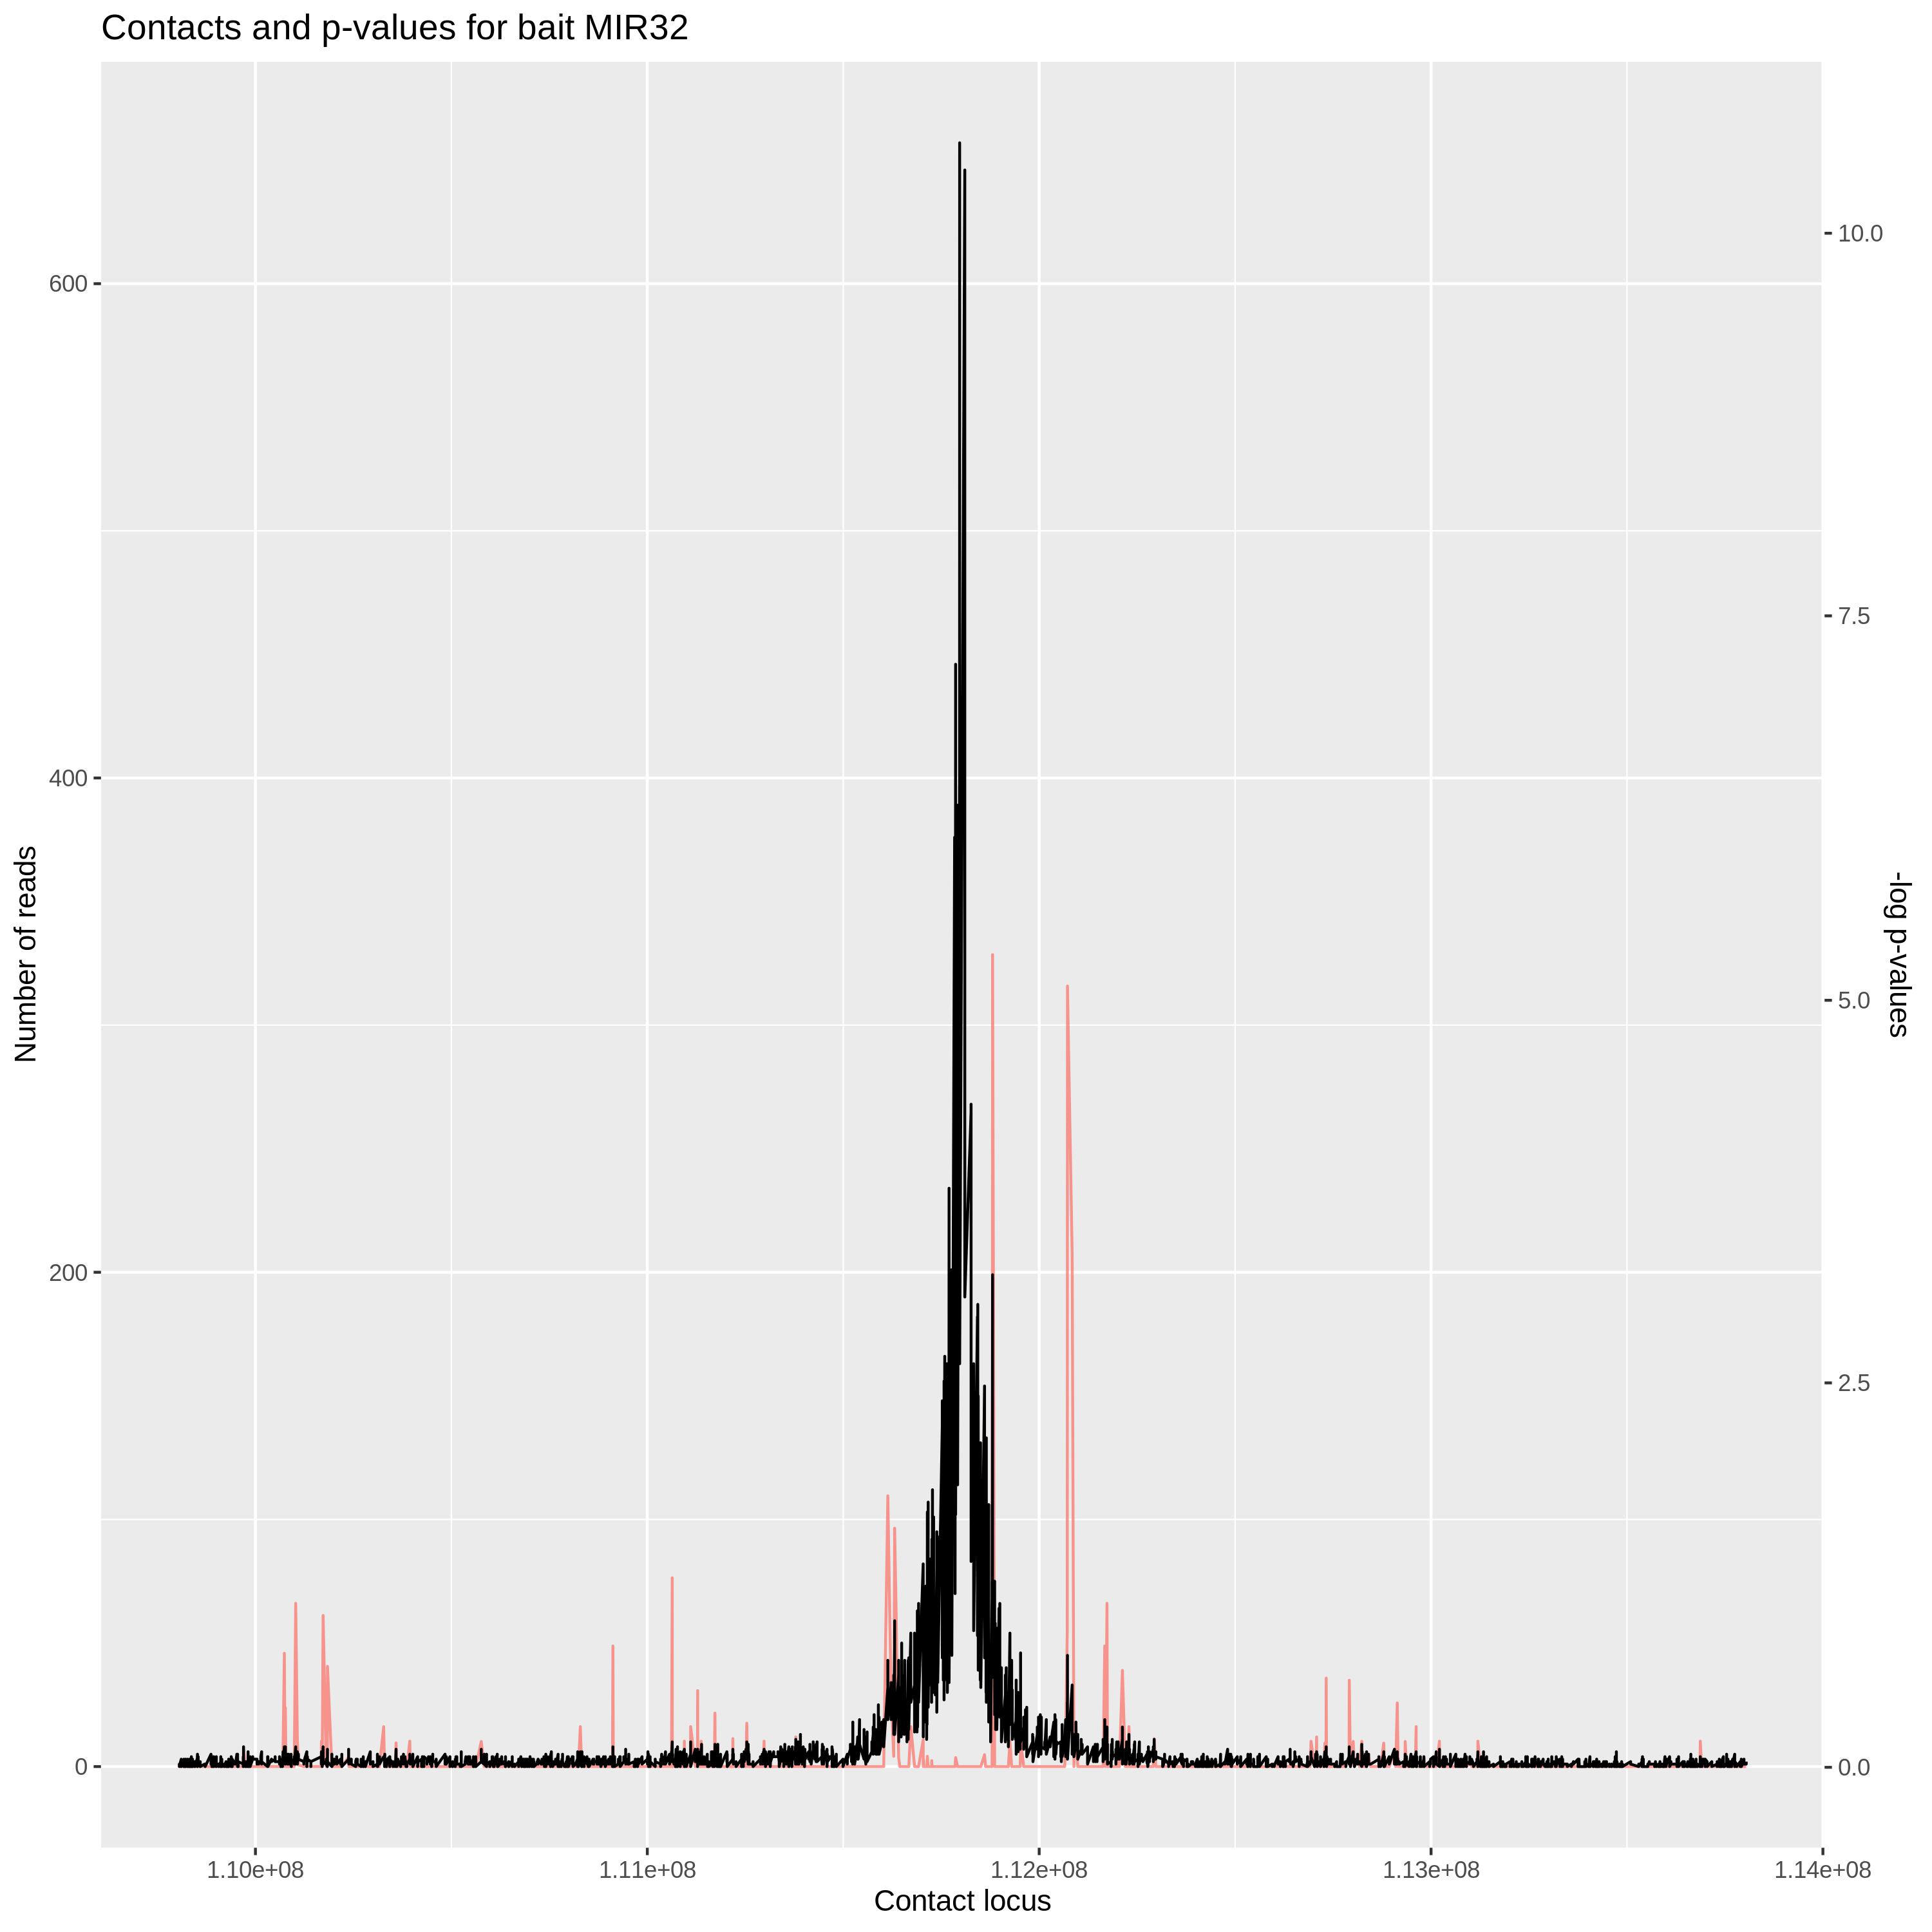 Contacts and p-values for bait MIR32
600
400
200
0
Number of reads
10.0
7.5
5.0
2.5
0.0
-log p-values
1.10e+08
1.11e+08
1.12e+08
1.13e+08
1.14e+08
Contact locus